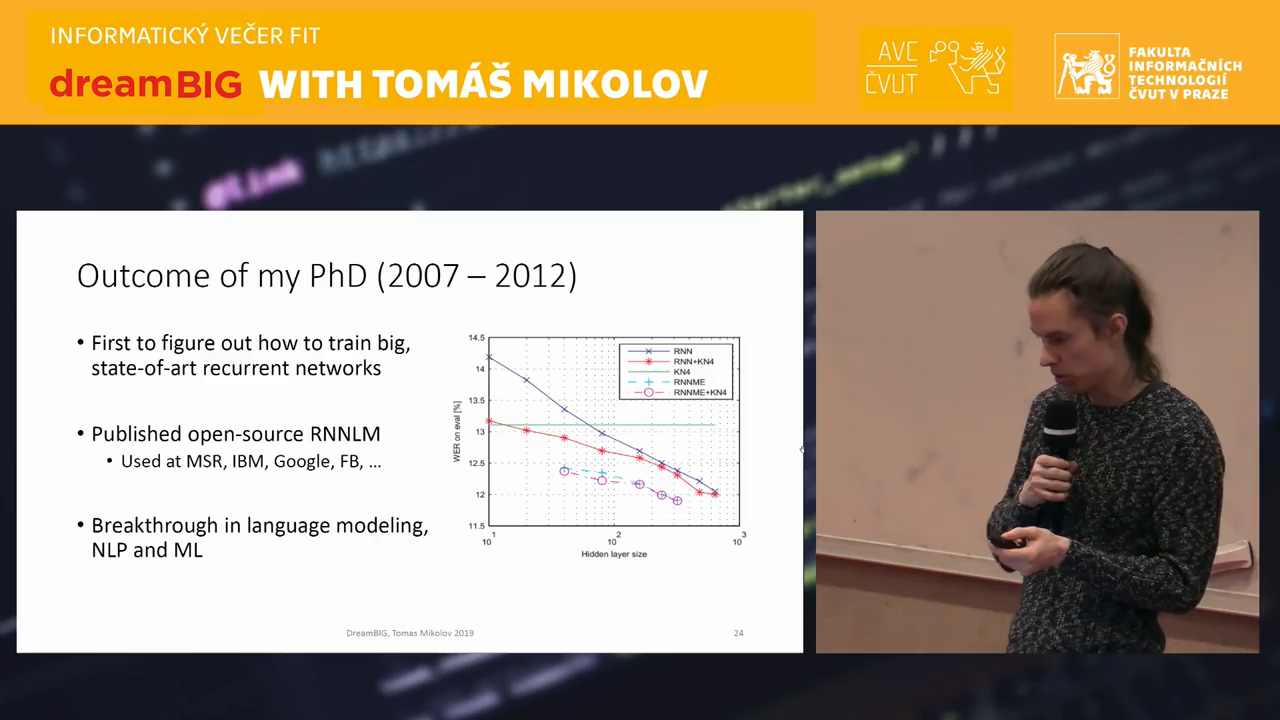 INFORMATICKÝ VEČER FIT
dreamBIG WITH TOMÁŠ MIKOLOV
AVC
ČVUT
FAKULTA
INFORMAČNÍCH
TECHNOLOGIÍ
ČVUT V PRAZE
@link
Outcome of my PhD (2007 – 2012)
• First to figure out how to train big,
state-of-art recurrent networks
• Published open-source RNNLM
• Used at MSR, IBM, Google, FB, ...
• Breakthrough in language modeling,
NLP and ML
14.5
14
13.5
13
12.5
12
11.5
WER on eval [%]
RNN
RNN+KN4
KN4
RNNME
RNNME+KN4
10^1
10^2
10^3
Hidden layer size
DreamBIG, Tomas Mikolov 2019
24